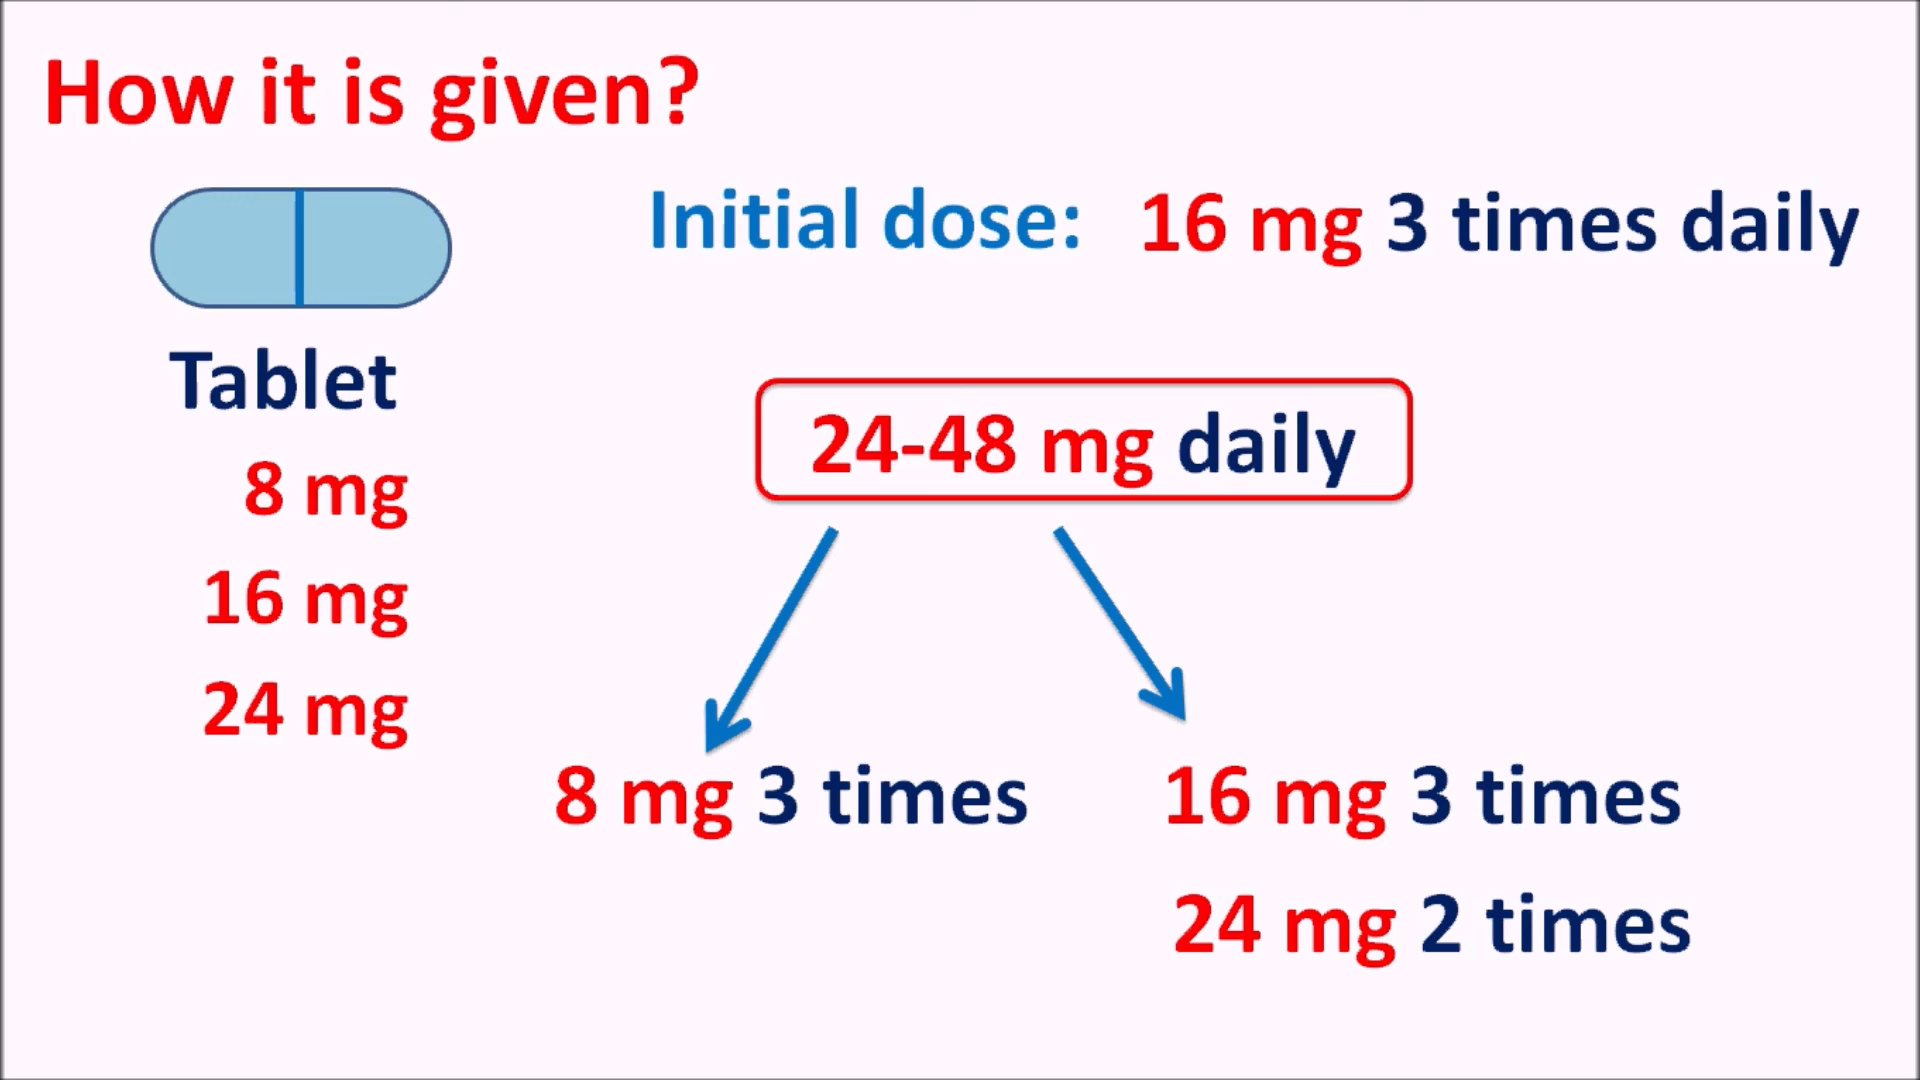 How it is given?
Initial dose: 16 mg 3 times daily
Tablet
8 mg
16 mg
24 mg
24-48 mg daily
8 mg 3 times
16 mg 3 times
24 mg 2 times